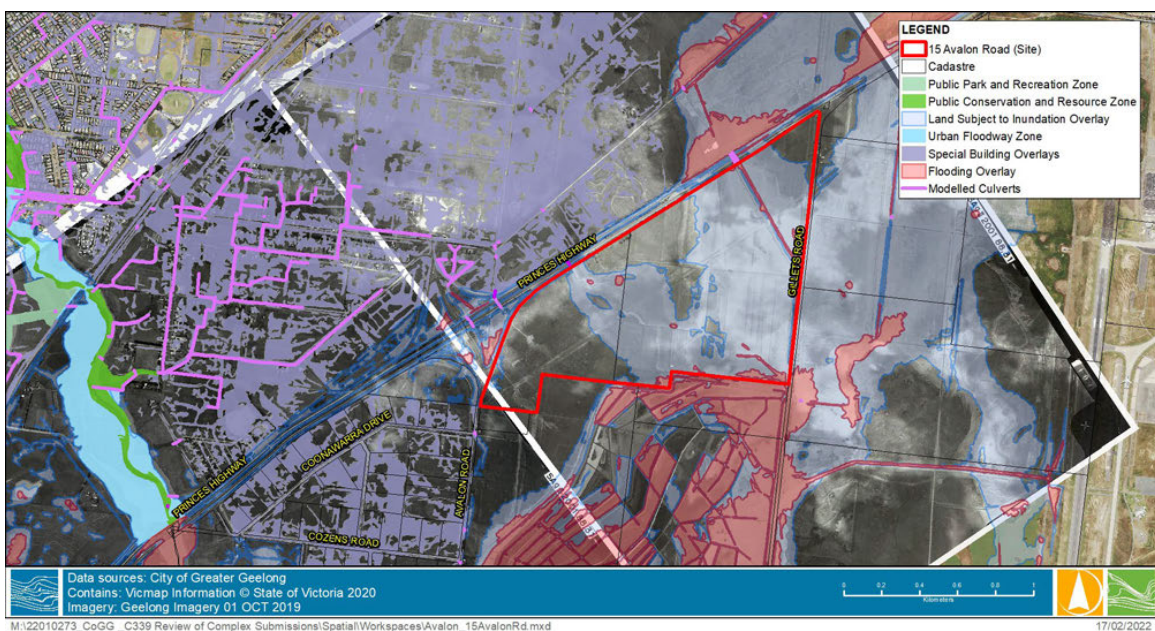 LEGEND
15 Avalon Road (Site)
Cadastre
Public Park and Recreation Zone
Public Conservation and Resource Zone
Land Subject to Inundation Overlay
Urban Floodway Zone
Special Building Overlays
Flooding Overlay
Modelled Culverts
PRINCES HIGHWAY
GILLETS ROAD
COONAWARRA DRIVE
PRINCES HIGHWAY
AVALON ROAD
COZENS ROAD
Data sources: City of Greater Geelong
Contains: Vicmap Information © State of Victoria 2020
Imagery: Geelong Imagery 01 OCT 2019
0 0.2 0.4 0.6 0.8 1
Kilometers
M:\22010273_CoGG _C339 Review of Complex Submissions\Spatial\Workspaces\Avalon_15AvalonRd.mxd
17/02/2022